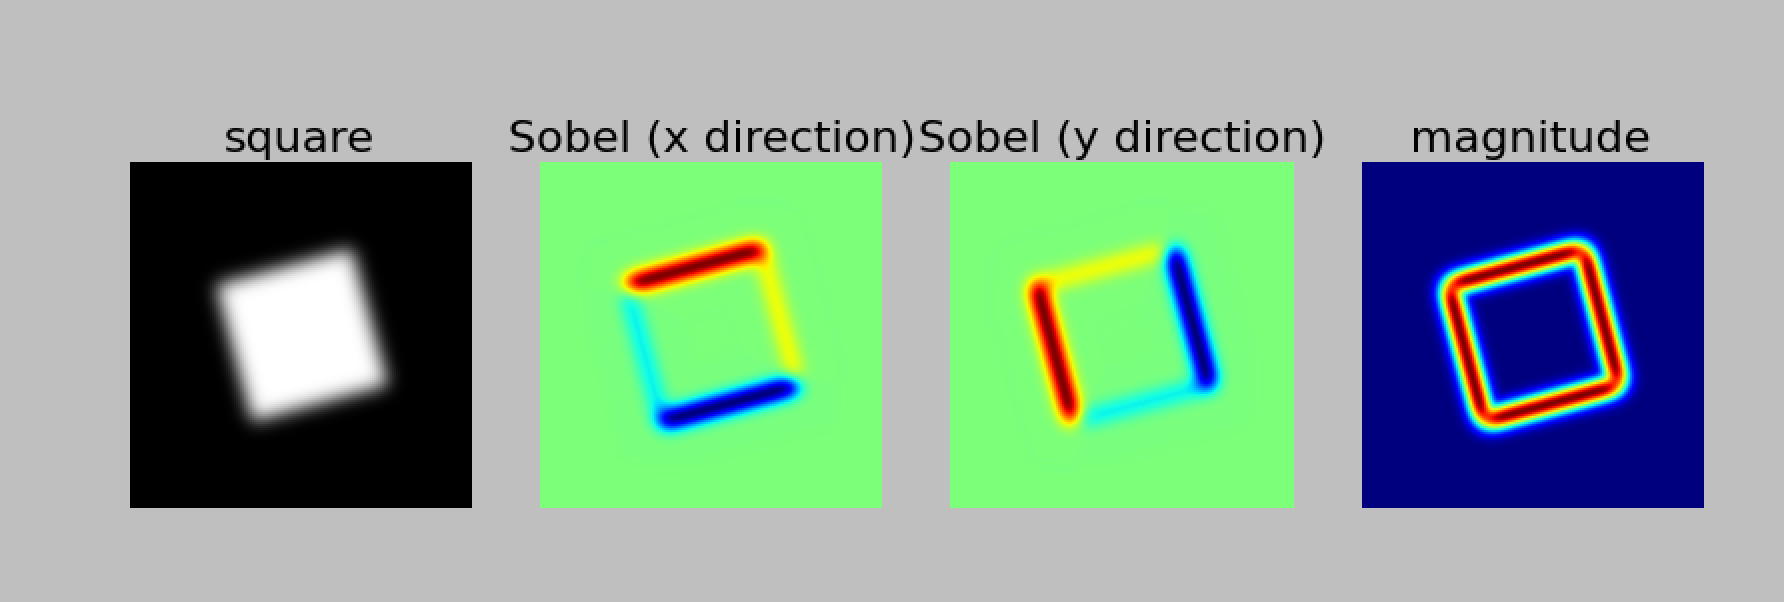 square
Sobel (x direction)
Sobel (y direction)
magnitude